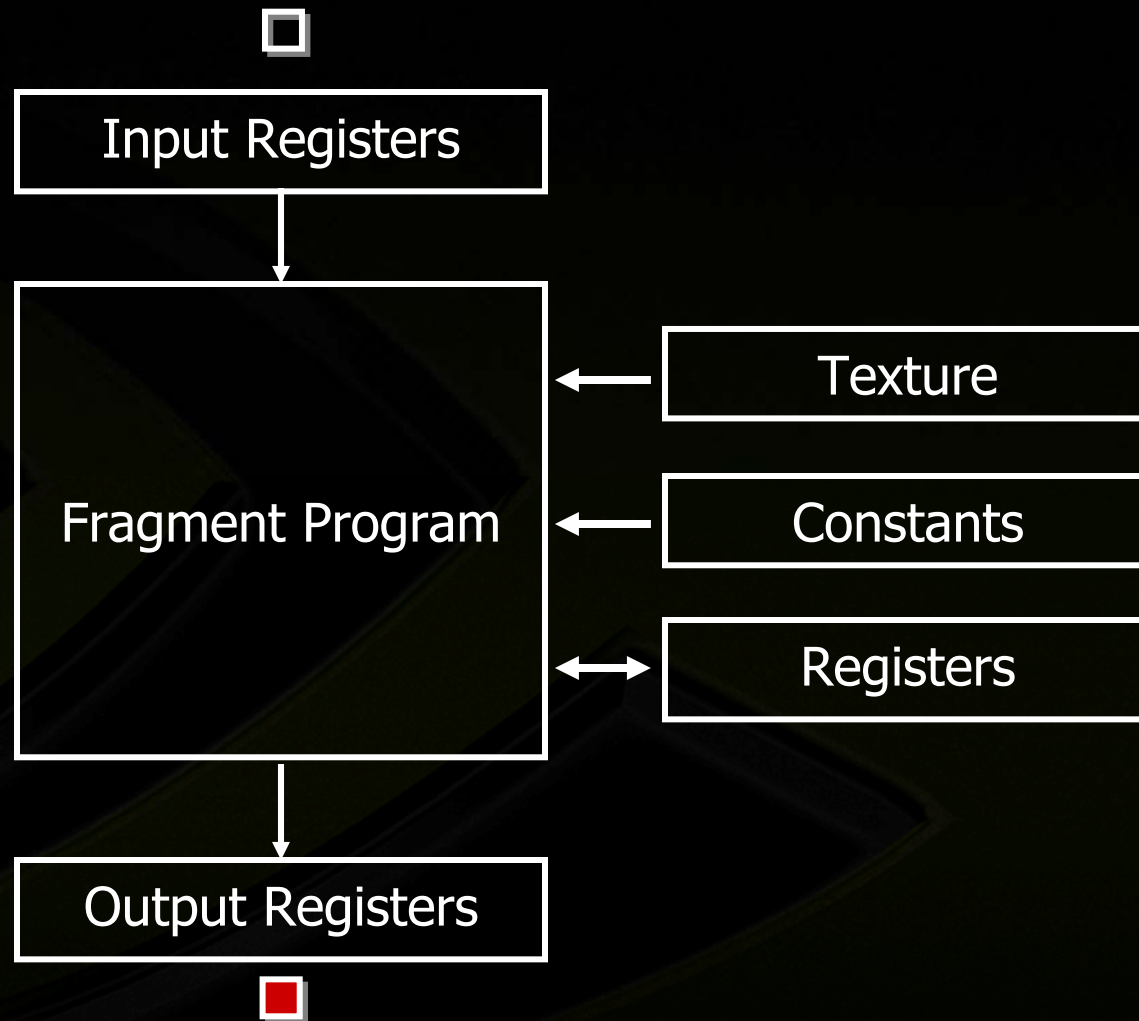 Input Registers
Texture
Fragment Program
Constants
Registers
Output Registers